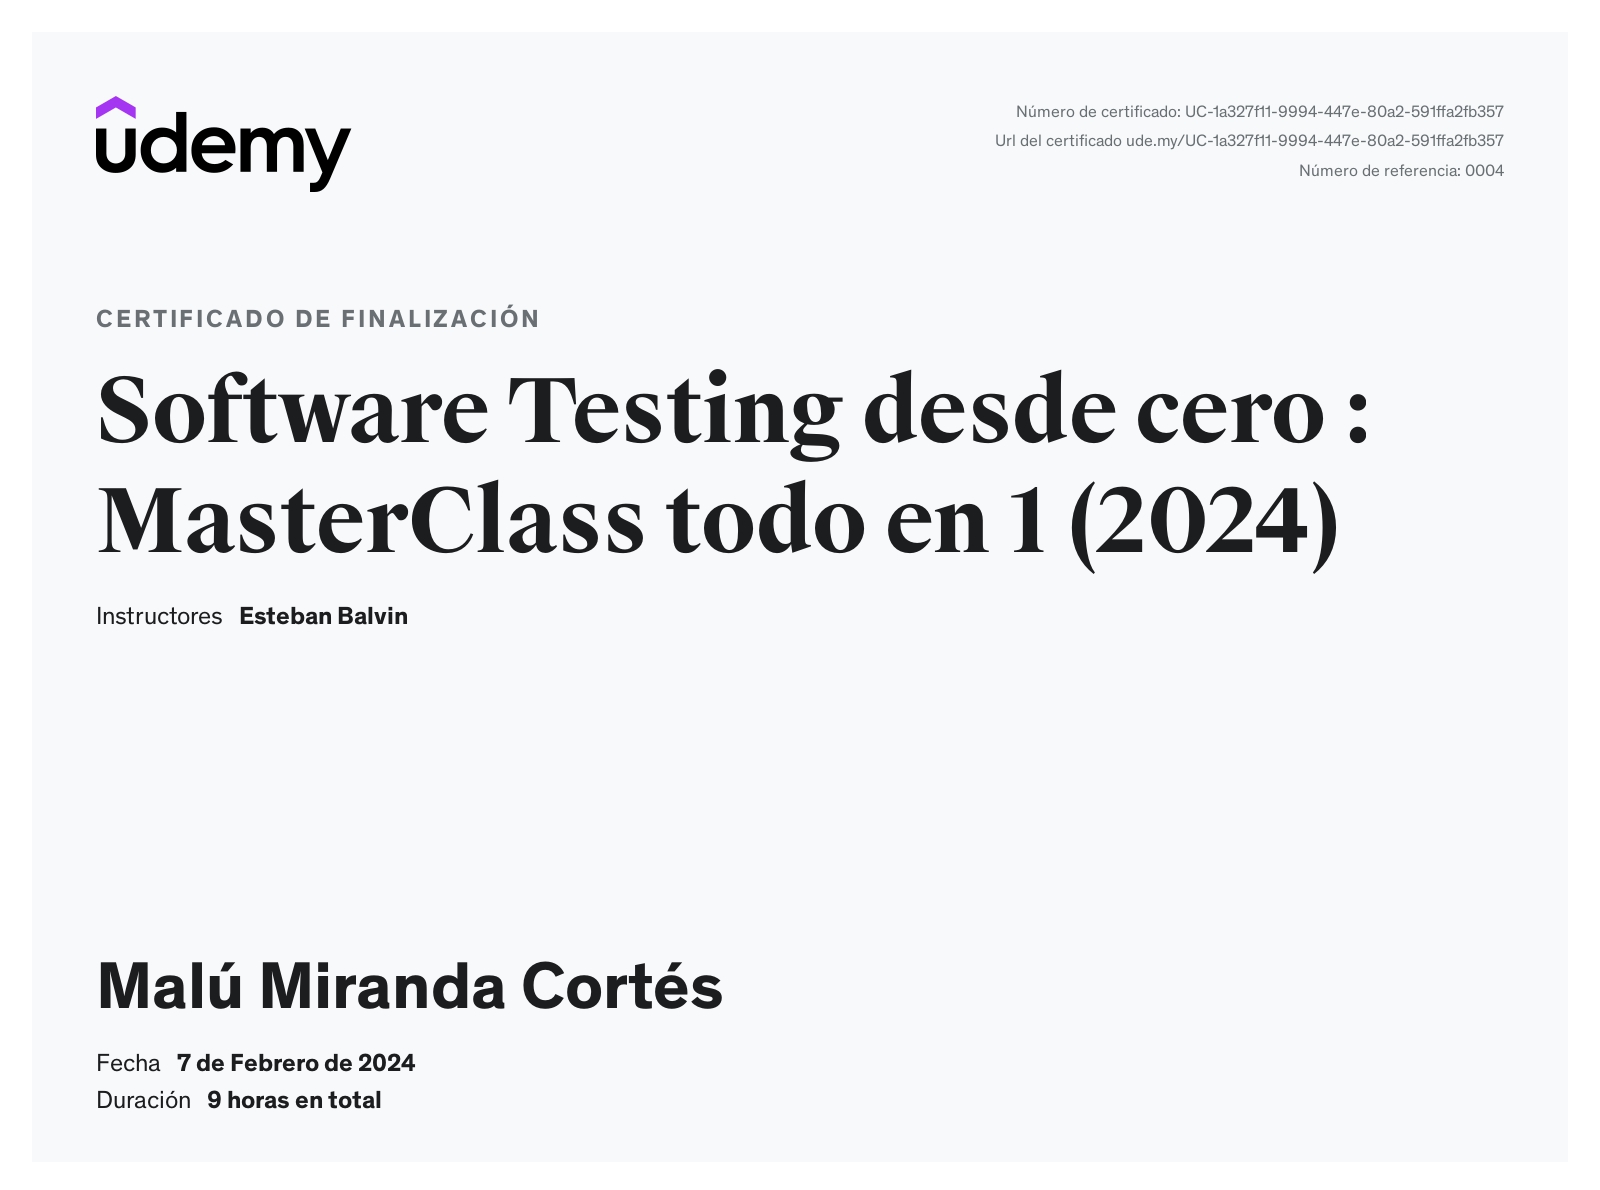 udemy
Número de certificado: UC-1a327f11-9994-447e-80a2-591ffa2fb357
Url del certificado ude.my/UC-1a327f11-9994-447e-80a2-591ffa2fb357
Número de referencia: 0004
CERTIFICADO DE FINALIZACIÓN
Software Testing desde cero :
MasterClass todo en 1 (2024)
Instructores Esteban Balvin
Malú Miranda Cortés
Fecha 7 de Febrero de 2024
Duración 9 horas en total